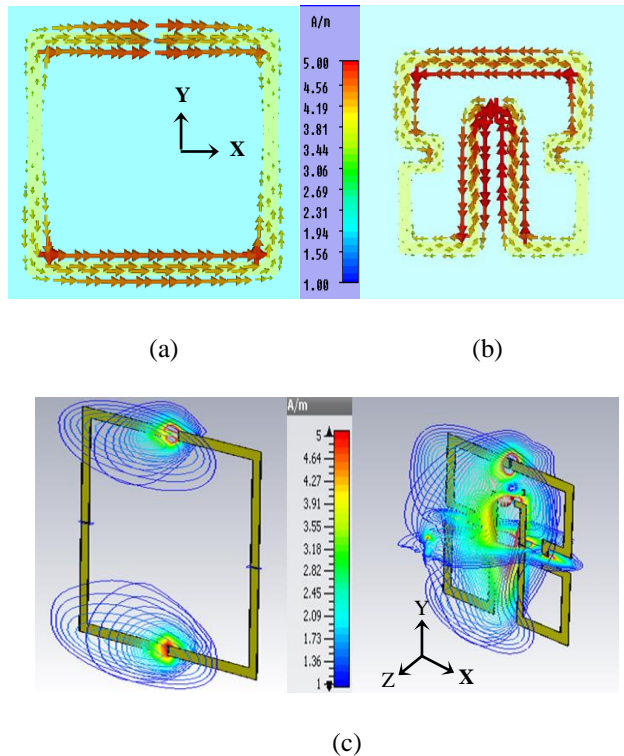 A/n
5.00
4.56
4.19
3.81
3.44
3.06
2.69
2.31
1.94
1.56
1.00
Y
X
(a)
(b)
A/m
5
4.64
4.27
3.91
3.55
3.18
2.82
2.45
2.09
1.73
1.36
1
Y
Z
X
(c)